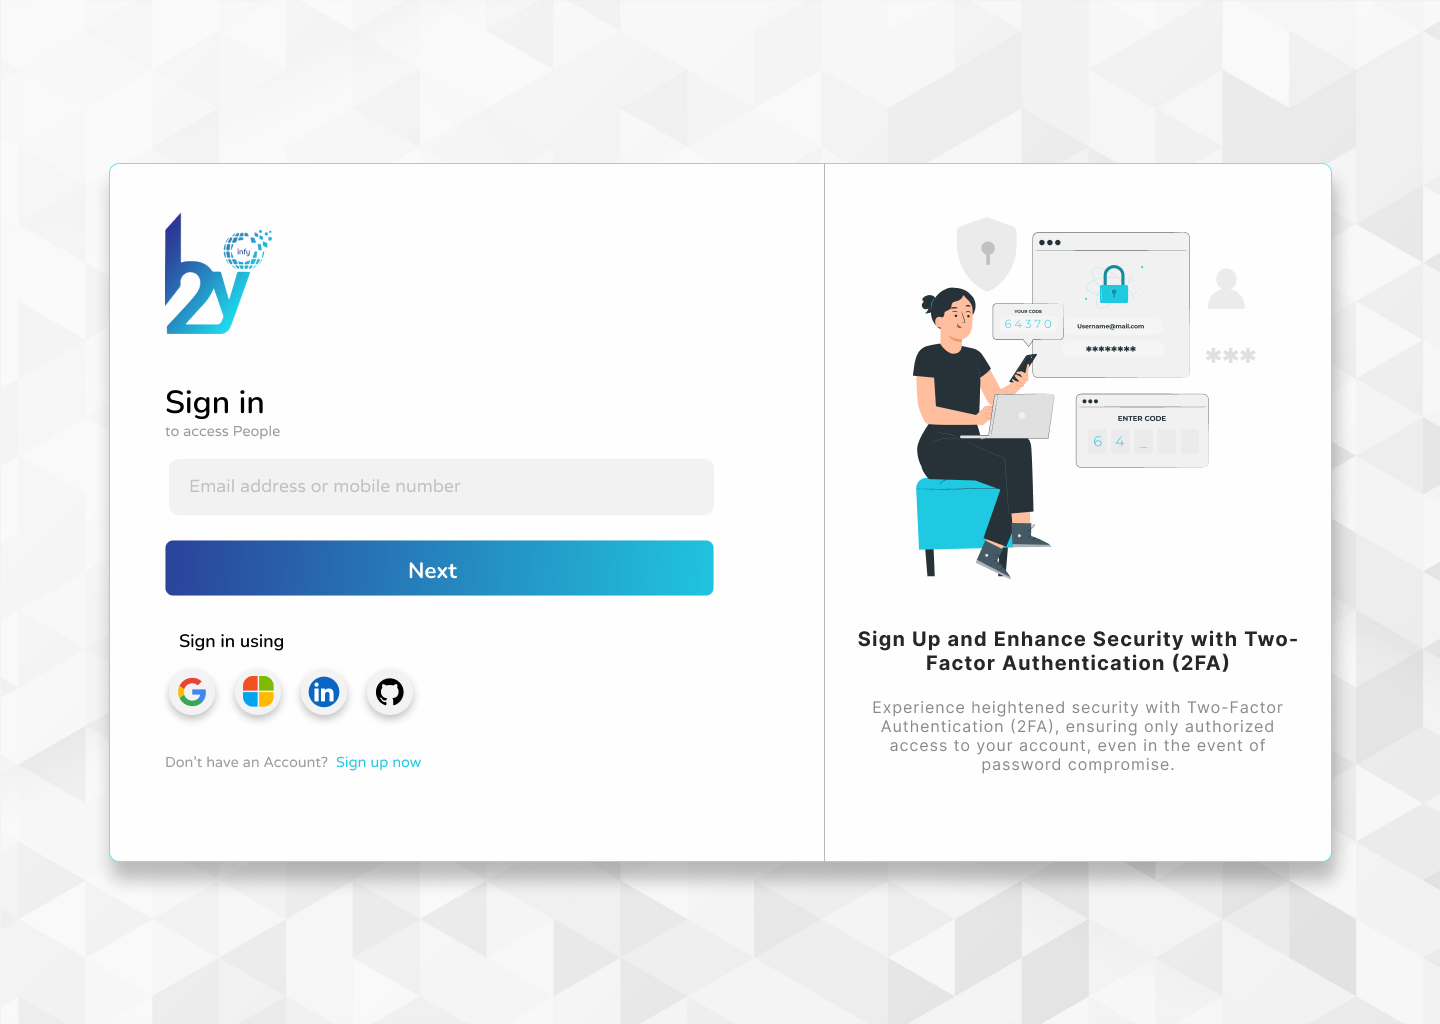 b2y
infy
Sign in
to access People
Email address or mobile number
Next
Sign in using
in
Don't have an Account? Sign up now
YOUR CODE
64370
Username@mail.com
********
***
ENTER CODE
6 4 _
Sign Up and Enhance Security with Two-
Factor Authentication (2FA)
Experience heightened security with Two-Factor
Authentication (2FA), ensuring only authorized
access to your account, even in the event of
password compromise.